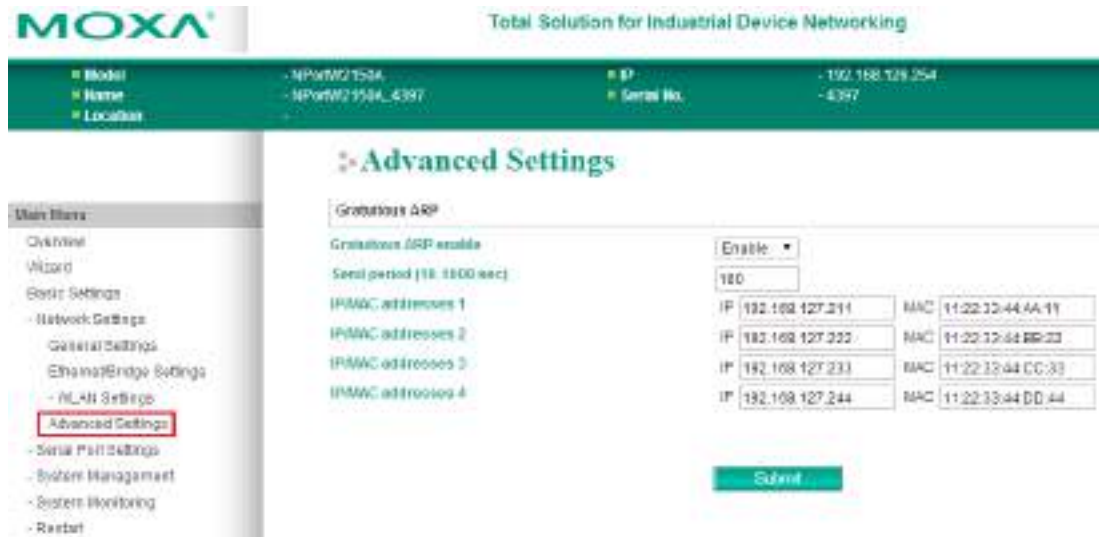 MOXA
Total Solution for Industrial Device Networking
Model - NPortW2150A IP - 192.168.126.254
Name - NPortW2150A_4397 Serial No. - 4397
Location -
Advanced Settings
Main Menu
Overview
Wizard
Basic Settings
- Network Settings
General Settings
Ethernet/Bridge Settings
- WLAN Settings
Advanced Settings
- Serial Port Settings
- System Management
- System Monitoring
- Restart
Gratuitous ARP
Gratuitous ARP enable Enable
Send period (10-1000 sec) 180
IP/MAC addresses 1 IP 192.168.127.211 MAC 11:22:33:44:AA:11
IP/MAC addresses 2 IP 192.168.127.222 MAC 11:22:33:44:BB:22
IP/MAC addresses 3 IP 192.168.127.233 MAC 11:22:33:44:CC:33
IP/MAC addresses 4 IP 192.168.127.244 MAC 11:22:33:44:DD:44
Submit